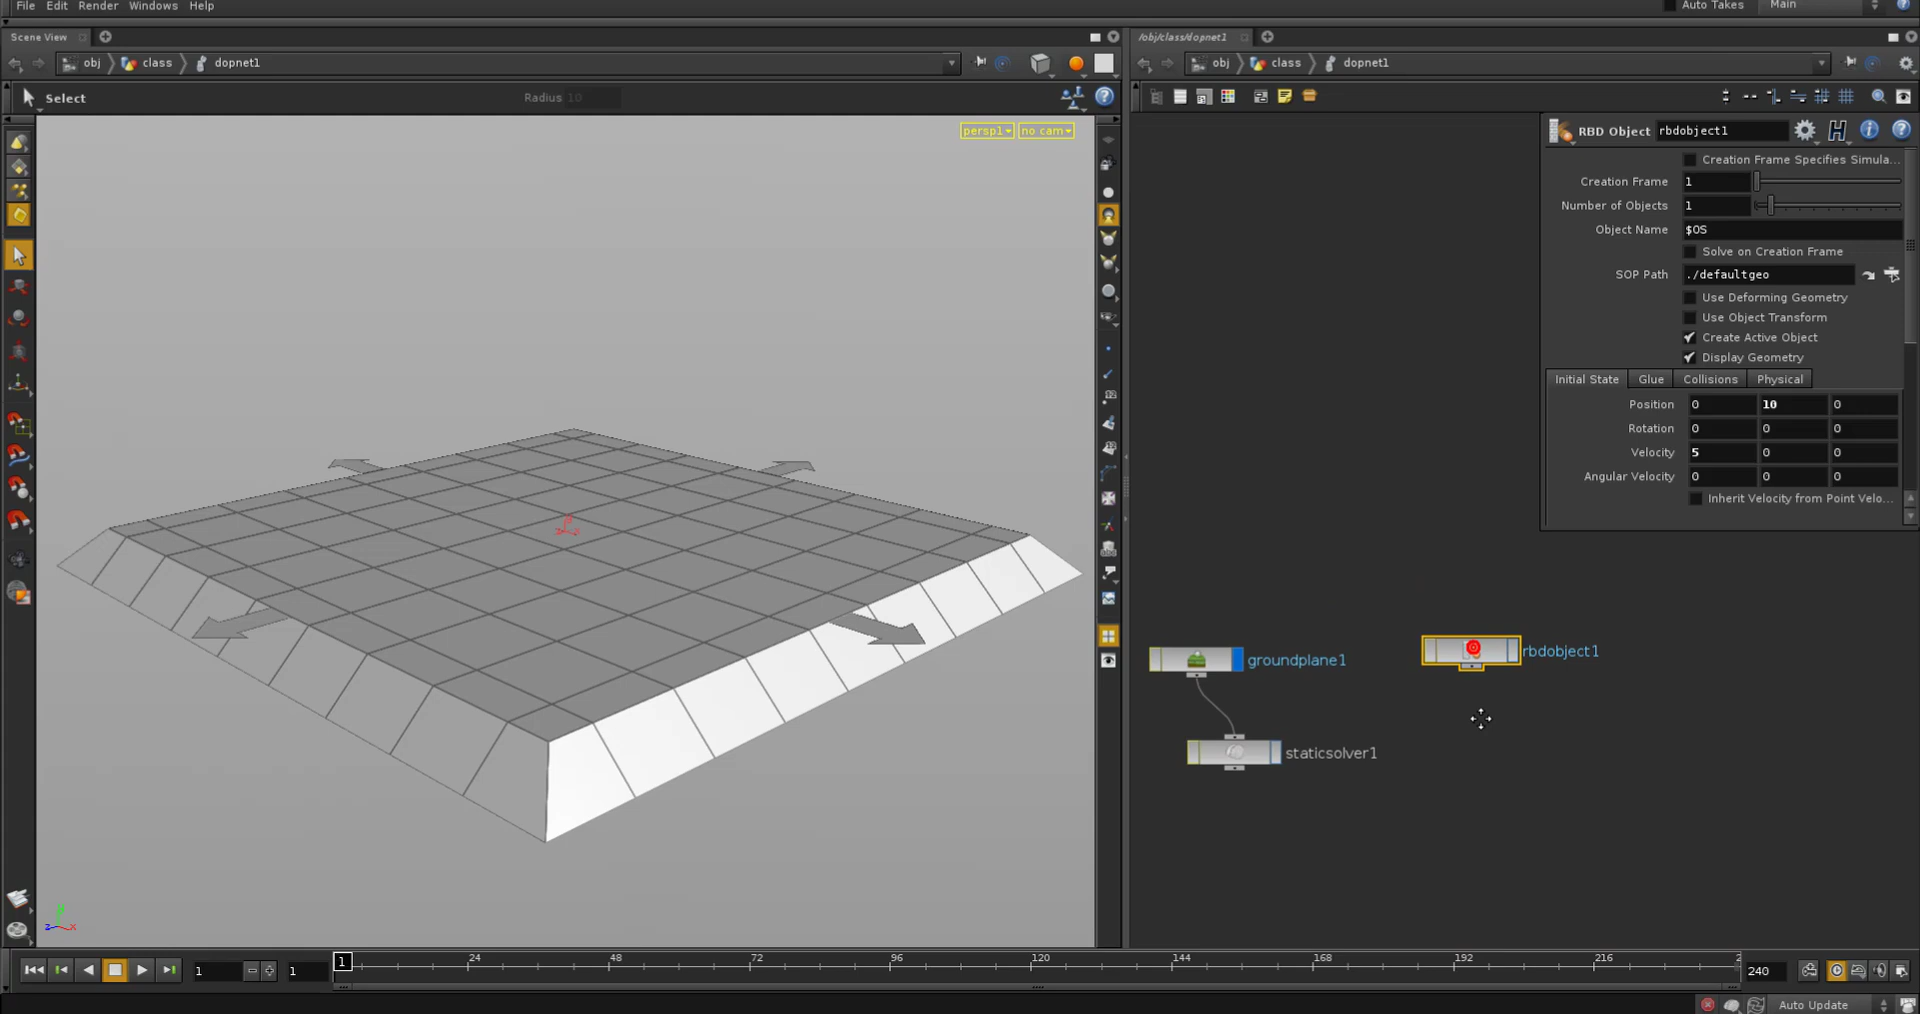 File Edit Render Windows Help
Auto Takes Main
Scene View
/obj/class/dopnet1
obj class dopnet1
obj class dopnet1
Select
Radius 10
persp1 no cam
RBD Object rbdobject1
Creation Frame Specifies Simula...
Creation Frame 1
Number of Objects 1
Object Name $OS
Solve on Creation Frame
SOP Path ./defaultgeo
Use Deforming Geometry
Use Object Transform
Create Active Object
Display Geometry
Initial State Glue Collisions Physical
Position 0 10 0
Rotation 0 0 0
Velocity 5 0 0
Angular Velocity 0 0 0
Inherit Velocity from Point Velo...
rbdobject1
groundplane1
staticsolver1
z x
1 1 1 24 48 72 96 120 144 168 192 216 2 240
Auto Update